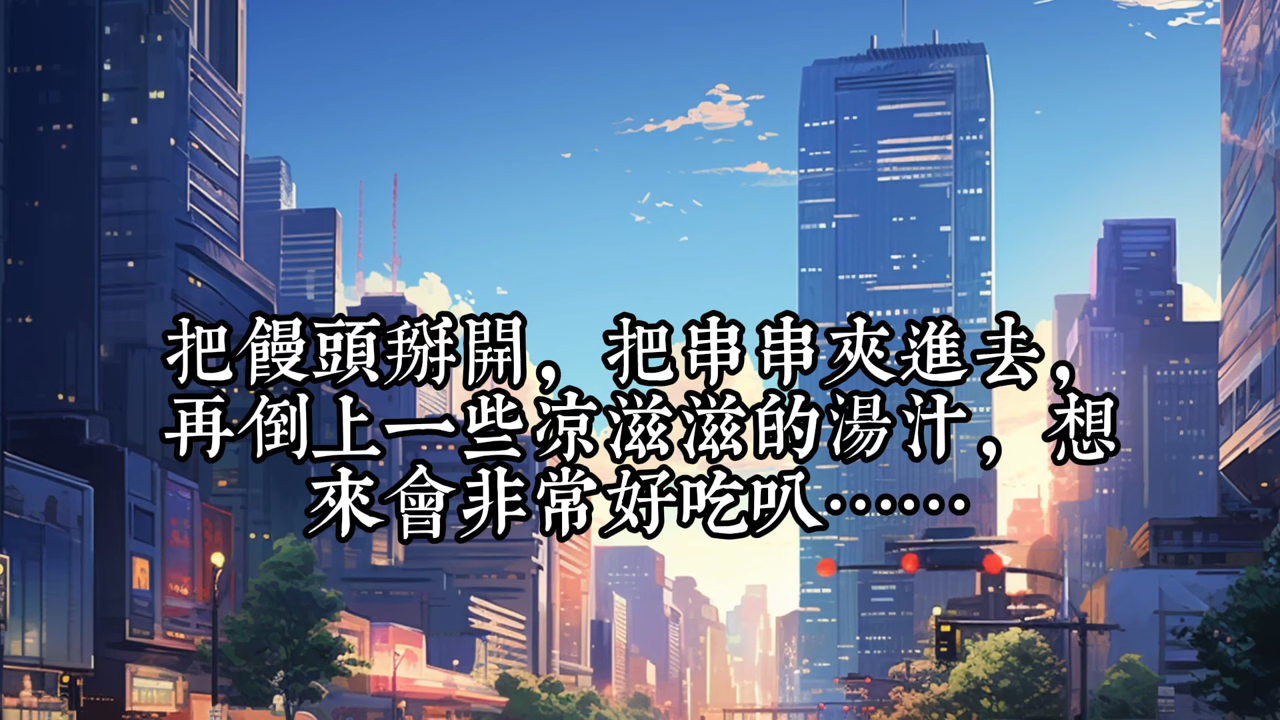 把饅頭掰開，把串串夾進去，
再倒上一些凉滋滋的湯汁，想
來會非常好吃叭……